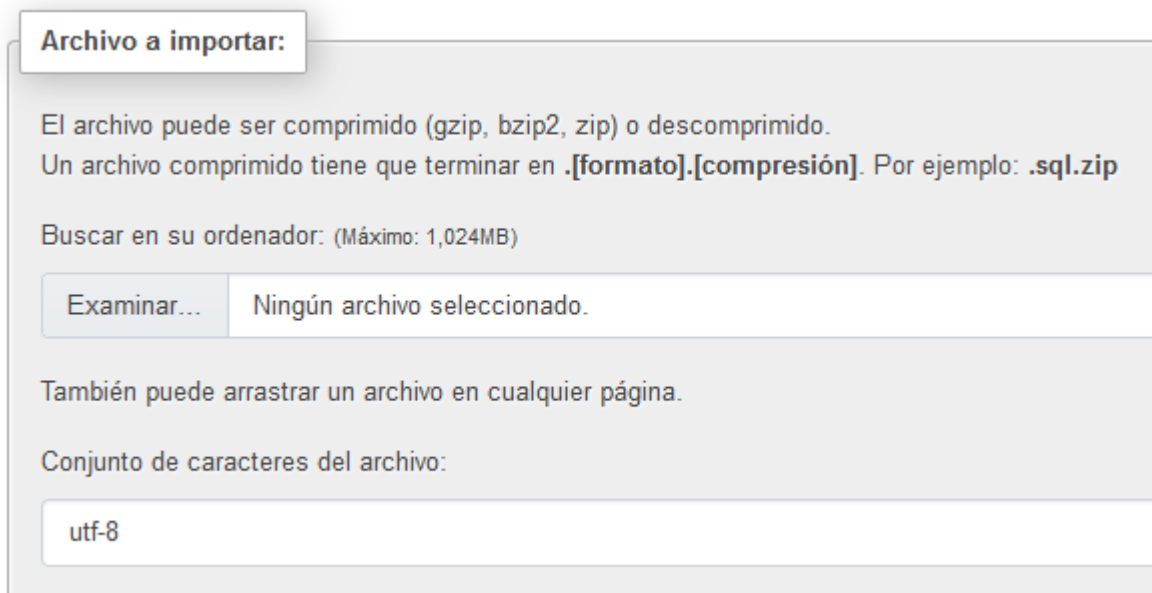 Archivo a importar:
El archivo puede ser comprimido (gzip, bzip2, zip) o descomprimido.
Un archivo comprimido tiene que terminar en .[formato].[compresión]. Por ejemplo: .sql.zip
Buscar en su ordenador: (Máximo: 1,024MB)
Examinar... Ningún archivo seleccionado.
También puede arrastrar un archivo en cualquier página.
Conjunto de caracteres del archivo:
utf-8